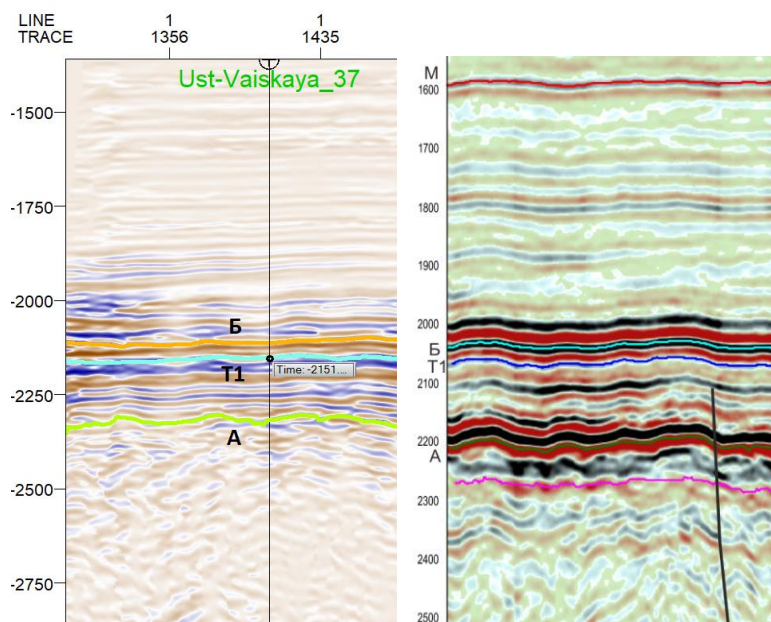 LINE 1 1
TRACE 1356 1435
Ust-Vaiskaya_37
-1500
-1750
-2000
Б
T1
Time: -2151...
-2250
А
-2500
-2750
М
1600
1700
1800
1900
2000
Б
T1
2100
2200
А
2300
2400
2500